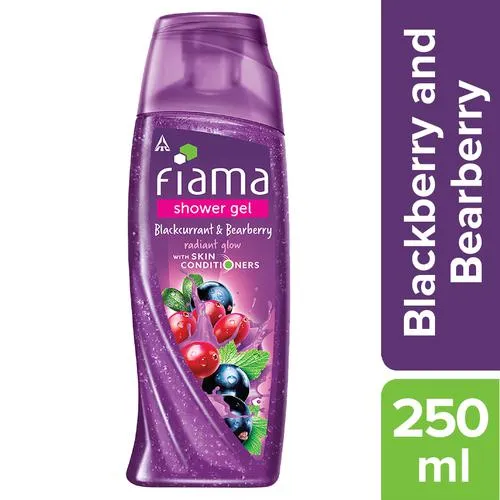 ITC
fiama
shower gel
Blackcurrant & Bearberry
radiant glow
WITH SKIN
CONDITIONERS
Blackberry and
Bearberry
250
ml